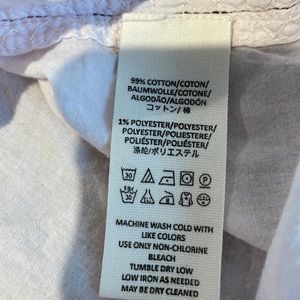 99% COTTON/COTON/
BAUMWOLLE/COTONE/
ALGODÃO/ALGODÓN
コットン/ 棉
1% POLYESTER/POLYESTER/
POLYESTER/POLIESTERE/
POLIÉSTER/POLIÉSTER
涤纶/ポリエステル
30 P
30
MACHINE WASH COLD WITH
LIKE COLORS
USE ONLY NON-CHLORINE
BLEACH
TUMBLE DRY LOW
LOW IRON AS NEEDED
MAY BE DRY CLEANED